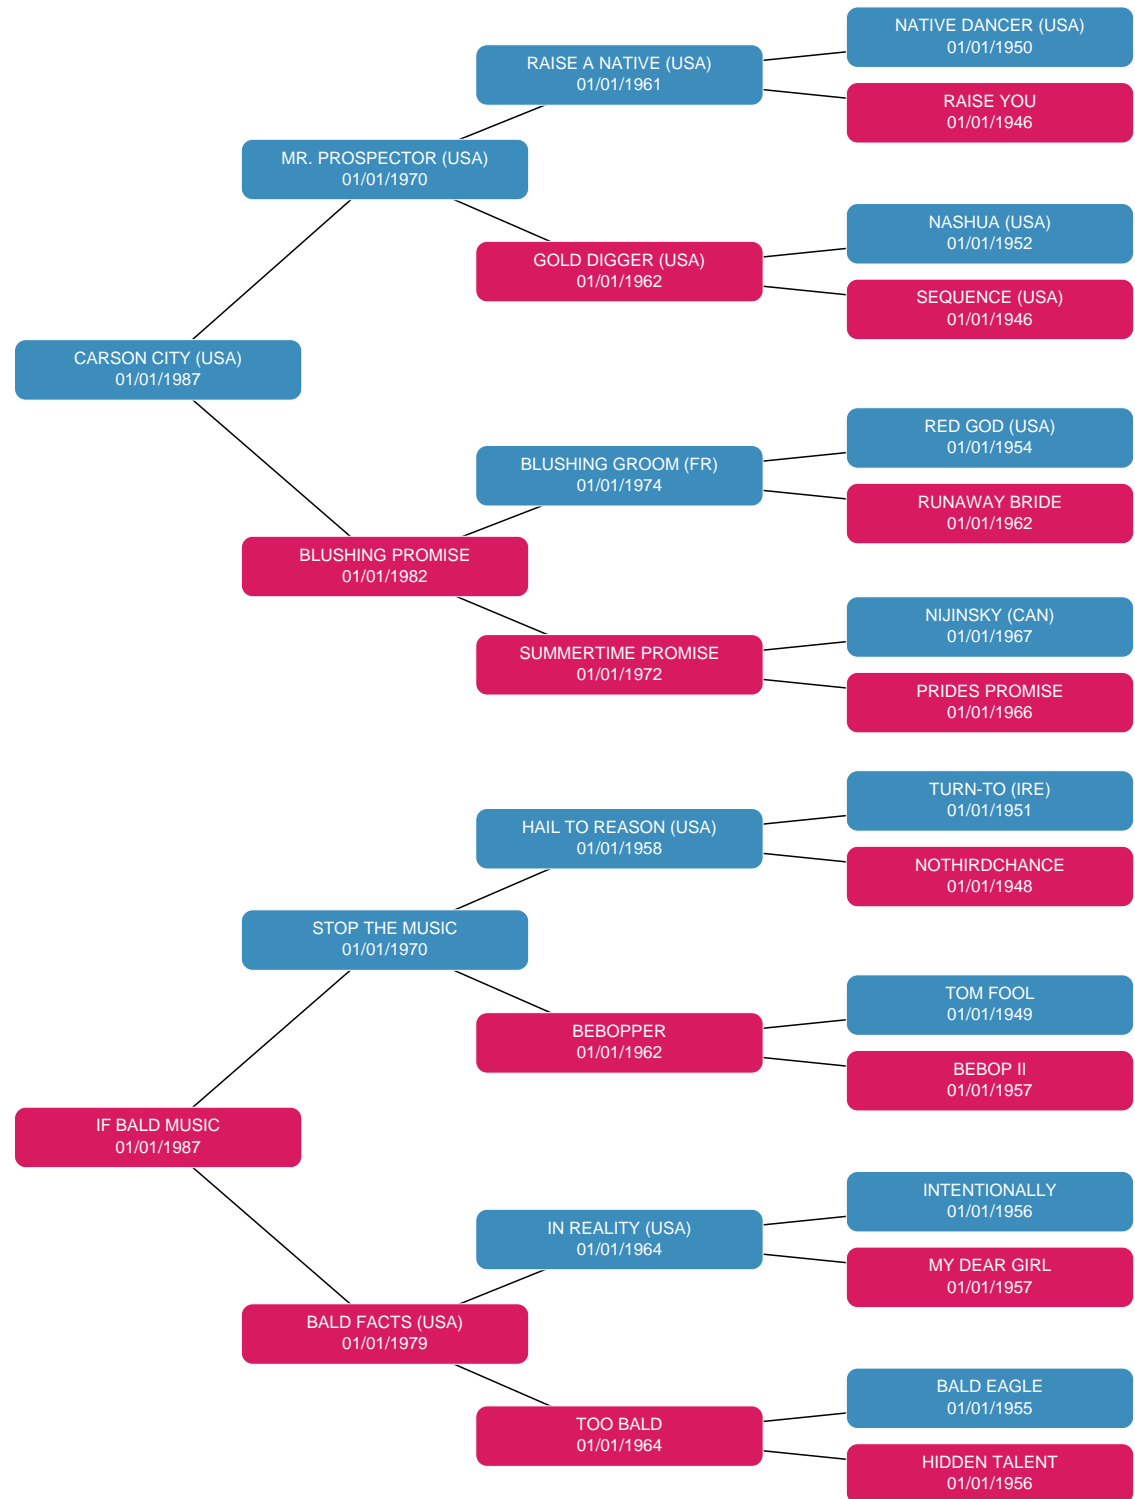 NATIVE DANCER (USA)
01/01/1950
RAISE A NATIVE (USA)
01/01/1961
RAISE YOU
01/01/1946
MR. PROSPECTOR (USA)
01/01/1970
NASHUA (USA)
01/01/1952
GOLD DIGGER (USA)
01/01/1962
SEQUENCE (USA)
01/01/1946
CARSON CITY (USA)
01/01/1987
RED GOD (USA)
01/01/1954
BLUSHING GROOM (FR)
01/01/1974
RUNAWAY BRIDE
01/01/1962
BLUSHING PROMISE
01/01/1982
NIJINSKY (CAN)
01/01/1967
SUMMERTIME PROMISE
01/01/1972
PRIDES PROMISE
01/01/1966
TURN-TO (IRE)
01/01/1951
HAIL TO REASON (USA)
01/01/1958
NOTHIRDCHANCE
01/01/1948
STOP THE MUSIC
01/01/1970
TOM FOOL
01/01/1949
BEBOPPER
01/01/1962
BEBOP II
01/01/1957
IF BALD MUSIC
01/01/1987
INTENTIONALLY
01/01/1956
IN REALITY (USA)
01/01/1964
MY DEAR GIRL
01/01/1957
BALD FACTS (USA)
01/01/1979
BALD EAGLE
01/01/1955
TOO BALD
01/01/1964
HIDDEN TALENT
01/01/1956